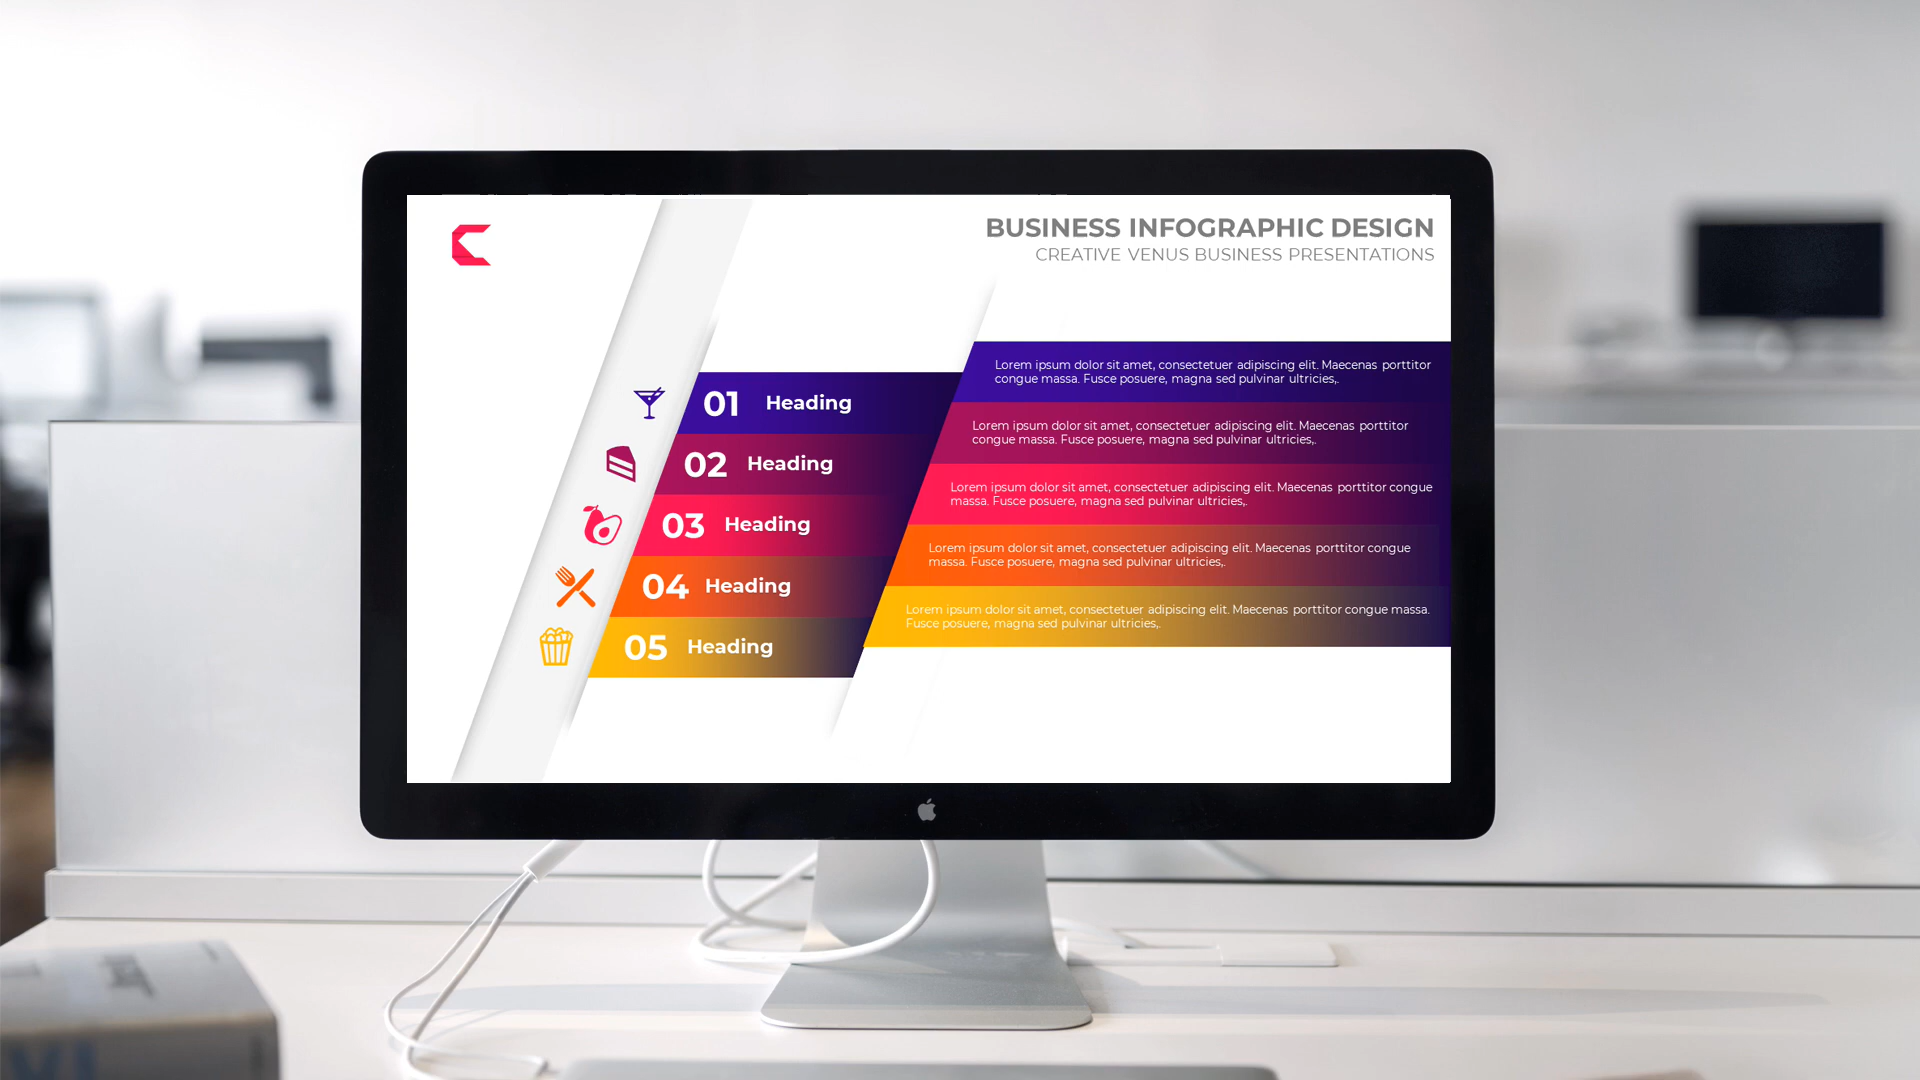 BUSINESS INFOGRAPHIC DESIGN
CREATIVE VENUS BUSINESS PRESENTATIONS
01 Heading
Lorem ipsum dolor sit amet, consectetuer adipiscing elit. Maecenas porttitor
congue massa. Fusce posuere, magna sed pulvinar ultricies,.
02 Heading
Lorem ipsum dolor sit amet, consectetuer adipiscing elit. Maecenas porttitor
congue massa. Fusce posuere, magna sed pulvinar ultricies,.
03 Heading
Lorem ipsum dolor sit amet, consectetuer adipiscing elit. Maecenas porttitor congue
massa. Fusce posuere, magna sed pulvinar ultricies,.
04 Heading
Lorem ipsum dolor sit amet, consectetuer adipiscing elit. Maecenas porttitor congue
massa. Fusce posuere, magna sed pulvinar ultricies,.
05 Heading
Lorem ipsum dolor sit amet, consectetuer adipiscing elit. Maecenas porttitor congue massa.
Fusce posuere, magna sed pulvinar ultricies,.